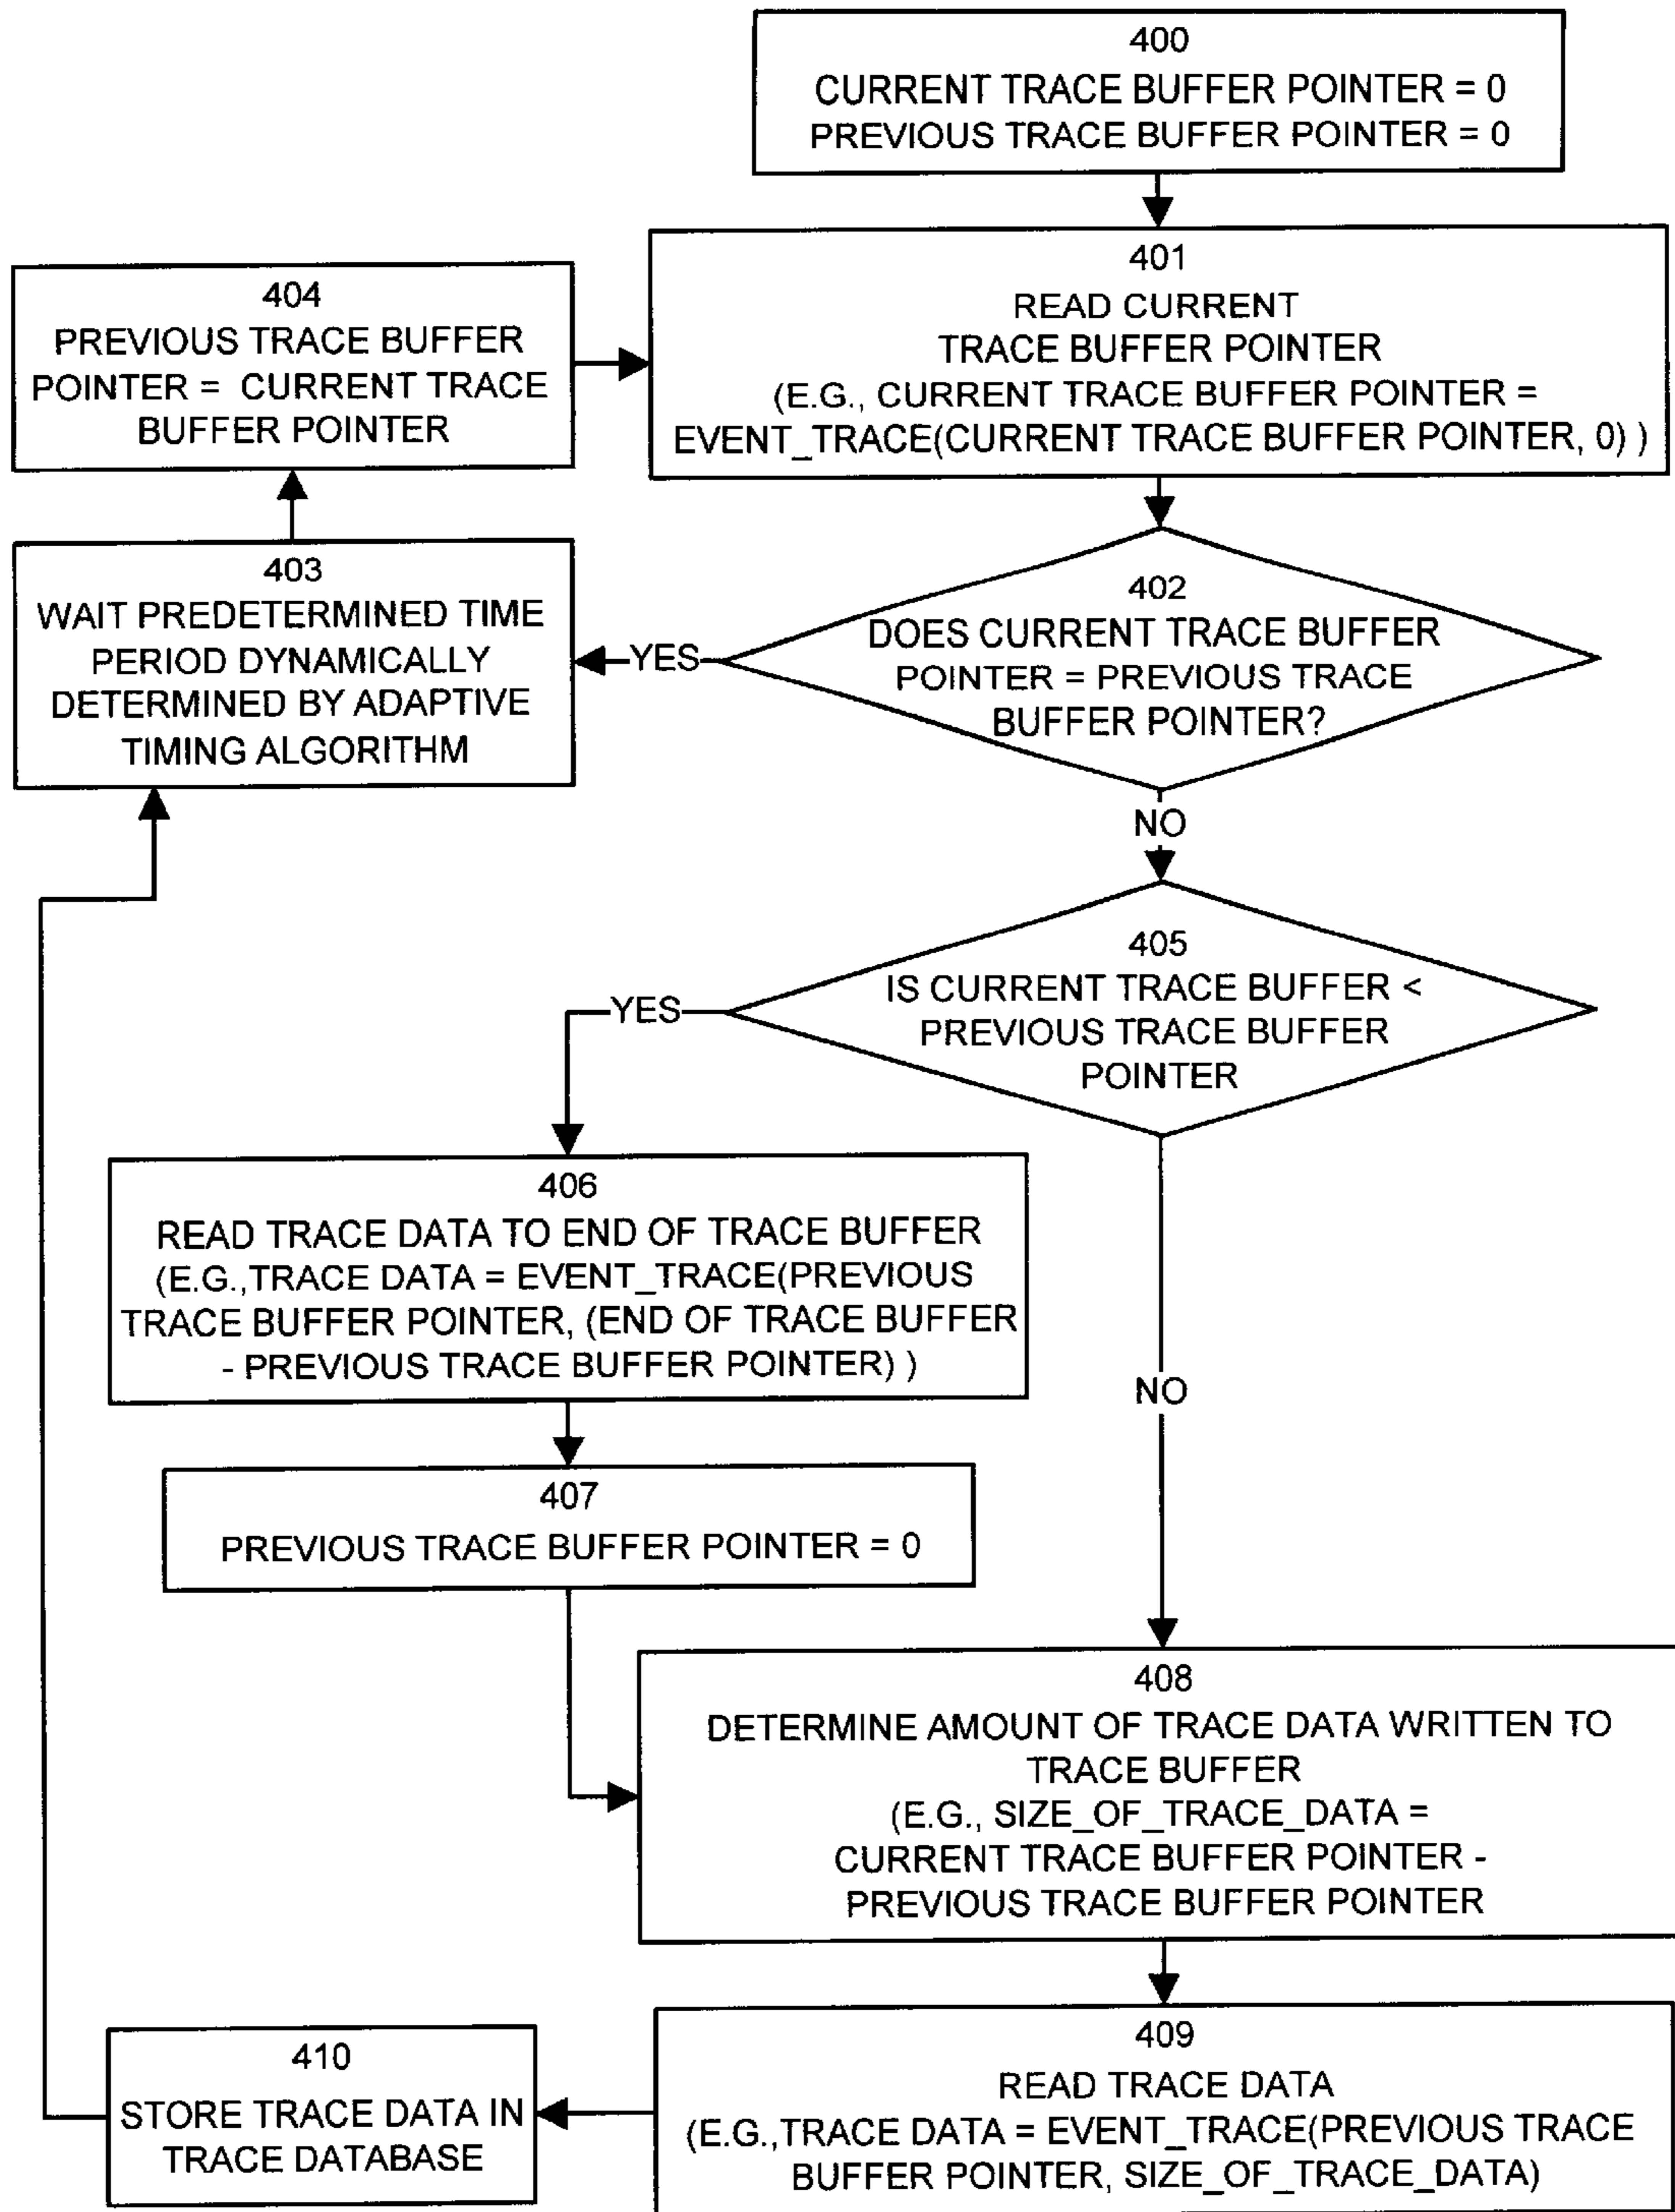 400
CURRENT TRACE BUFFER POINTER = 0
PREVIOUS TRACE BUFFER POINTER = 0
401
READ CURRENT
TRACE BUFFER POINTER
(E.G., CURRENT TRACE BUFFER POINTER =
EVENT_TRACE(CURRENT TRACE BUFFER POINTER, 0) )
404
PREVIOUS TRACE BUFFER
POINTER = CURRENT TRACE
BUFFER POINTER
403
WAIT PREDETERMINED TIME
PERIOD DYNAMICALLY
DETERMINED BY ADAPTIVE
TIMING ALGORITHM
YES
402
DOES CURRENT TRACE BUFFER
POINTER = PREVIOUS TRACE
BUFFER POINTER?
NO
405
IS CURRENT TRACE BUFFER <
PREVIOUS TRACE BUFFER
POINTER
YES
406
READ TRACE DATA TO END OF TRACE BUFFER
(E.G.,TRACE DATA = EVENT_TRACE(PREVIOUS
TRACE BUFFER POINTER, (END OF TRACE BUFFER
- PREVIOUS TRACE BUFFER POINTER) )
NO
407
PREVIOUS TRACE BUFFER POINTER = 0
408
DETERMINE AMOUNT OF TRACE DATA WRITTEN TO
TRACE BUFFER
(E.G., SIZE_OF_TRACE_DATA =
CURRENT TRACE BUFFER POINTER -
PREVIOUS TRACE BUFFER POINTER
409
READ TRACE DATA
(E.G.,TRACE DATA = EVENT_TRACE(PREVIOUS TRACE
BUFFER POINTER, SIZE_OF_TRACE_DATA)
410
STORE TRACE DATA IN
TRACE DATABASE